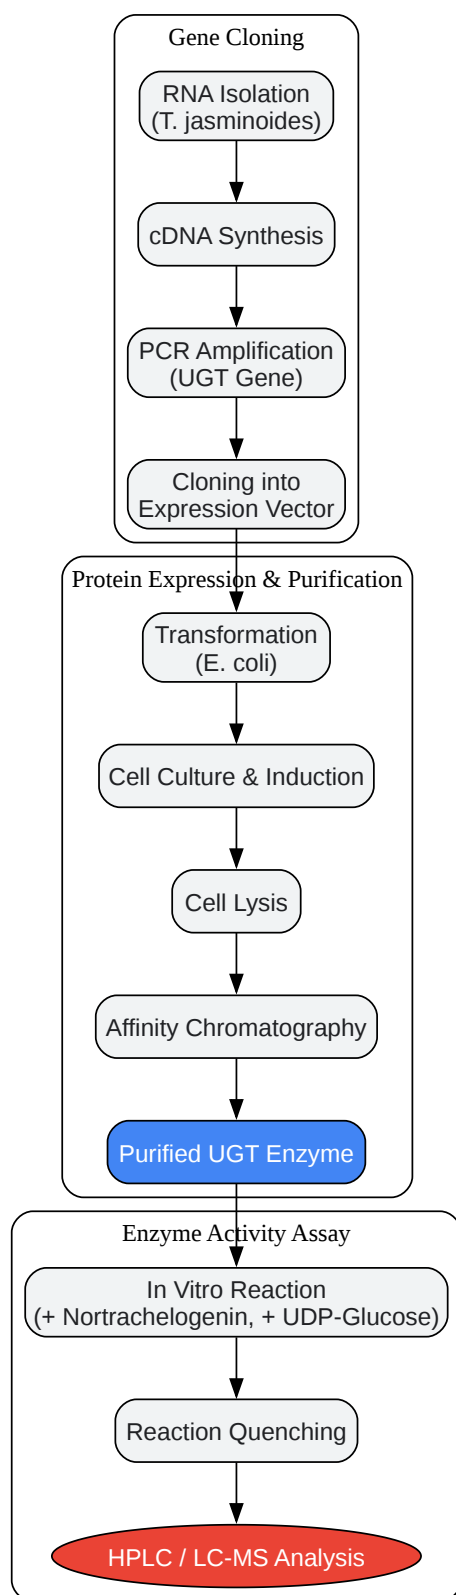 Gene Cloning
RNA Isolation
(T. jasminoides)
cDNA Synthesis
PCR Amplification
(UGT Gene)
Cloning into
Expression Vector
Protein Expression & Purification
Transformation
(E. coli)
Cell Culture & Induction
Cell Lysis
Affinity Chromatography
Purified UGT Enzyme
Enzyme Activity Assay
In Vitro Reaction
(+ Nortrachelogenin, + UDP-Glucose)
Reaction Quenching
HPLC / LC-MS Analysis